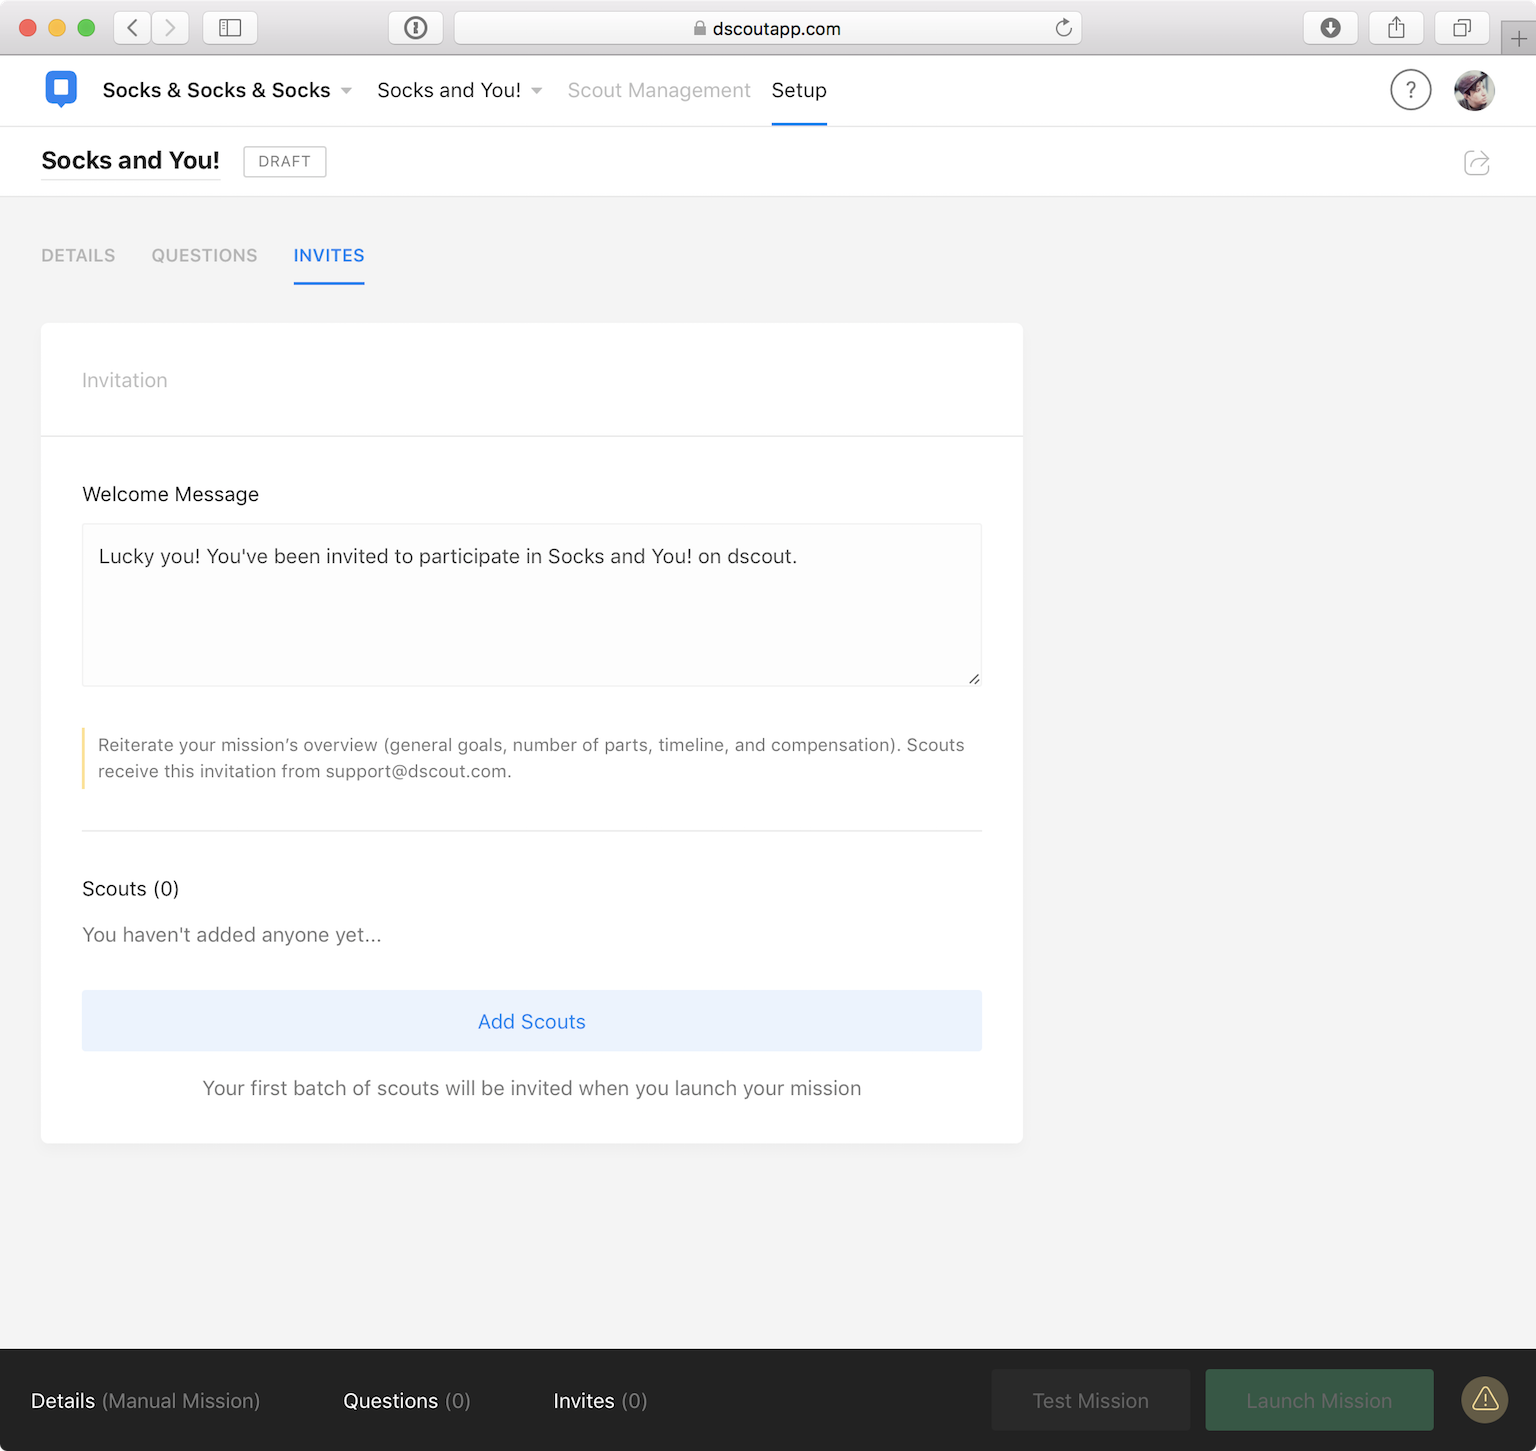 dscoutapp.com
Socks & Socks & Socks Socks and You! Scout Management Setup ?
Socks and You! DRAFT
DETAILS QUESTIONS INVITES
Invitation
Welcome Message
Lucky you! You've been invited to participate in Socks and You! on dscout.
Reiterate your mission’s overview (general goals, number of parts, timeline, and compensation). Scouts
receive this invitation from support@dscout.com.
Scouts (0)
You haven't added anyone yet...
Add Scouts
Your first batch of scouts will be invited when you launch your mission
Details (Manual Mission) Questions (0) Invites (0) Test Mission Launch Mission